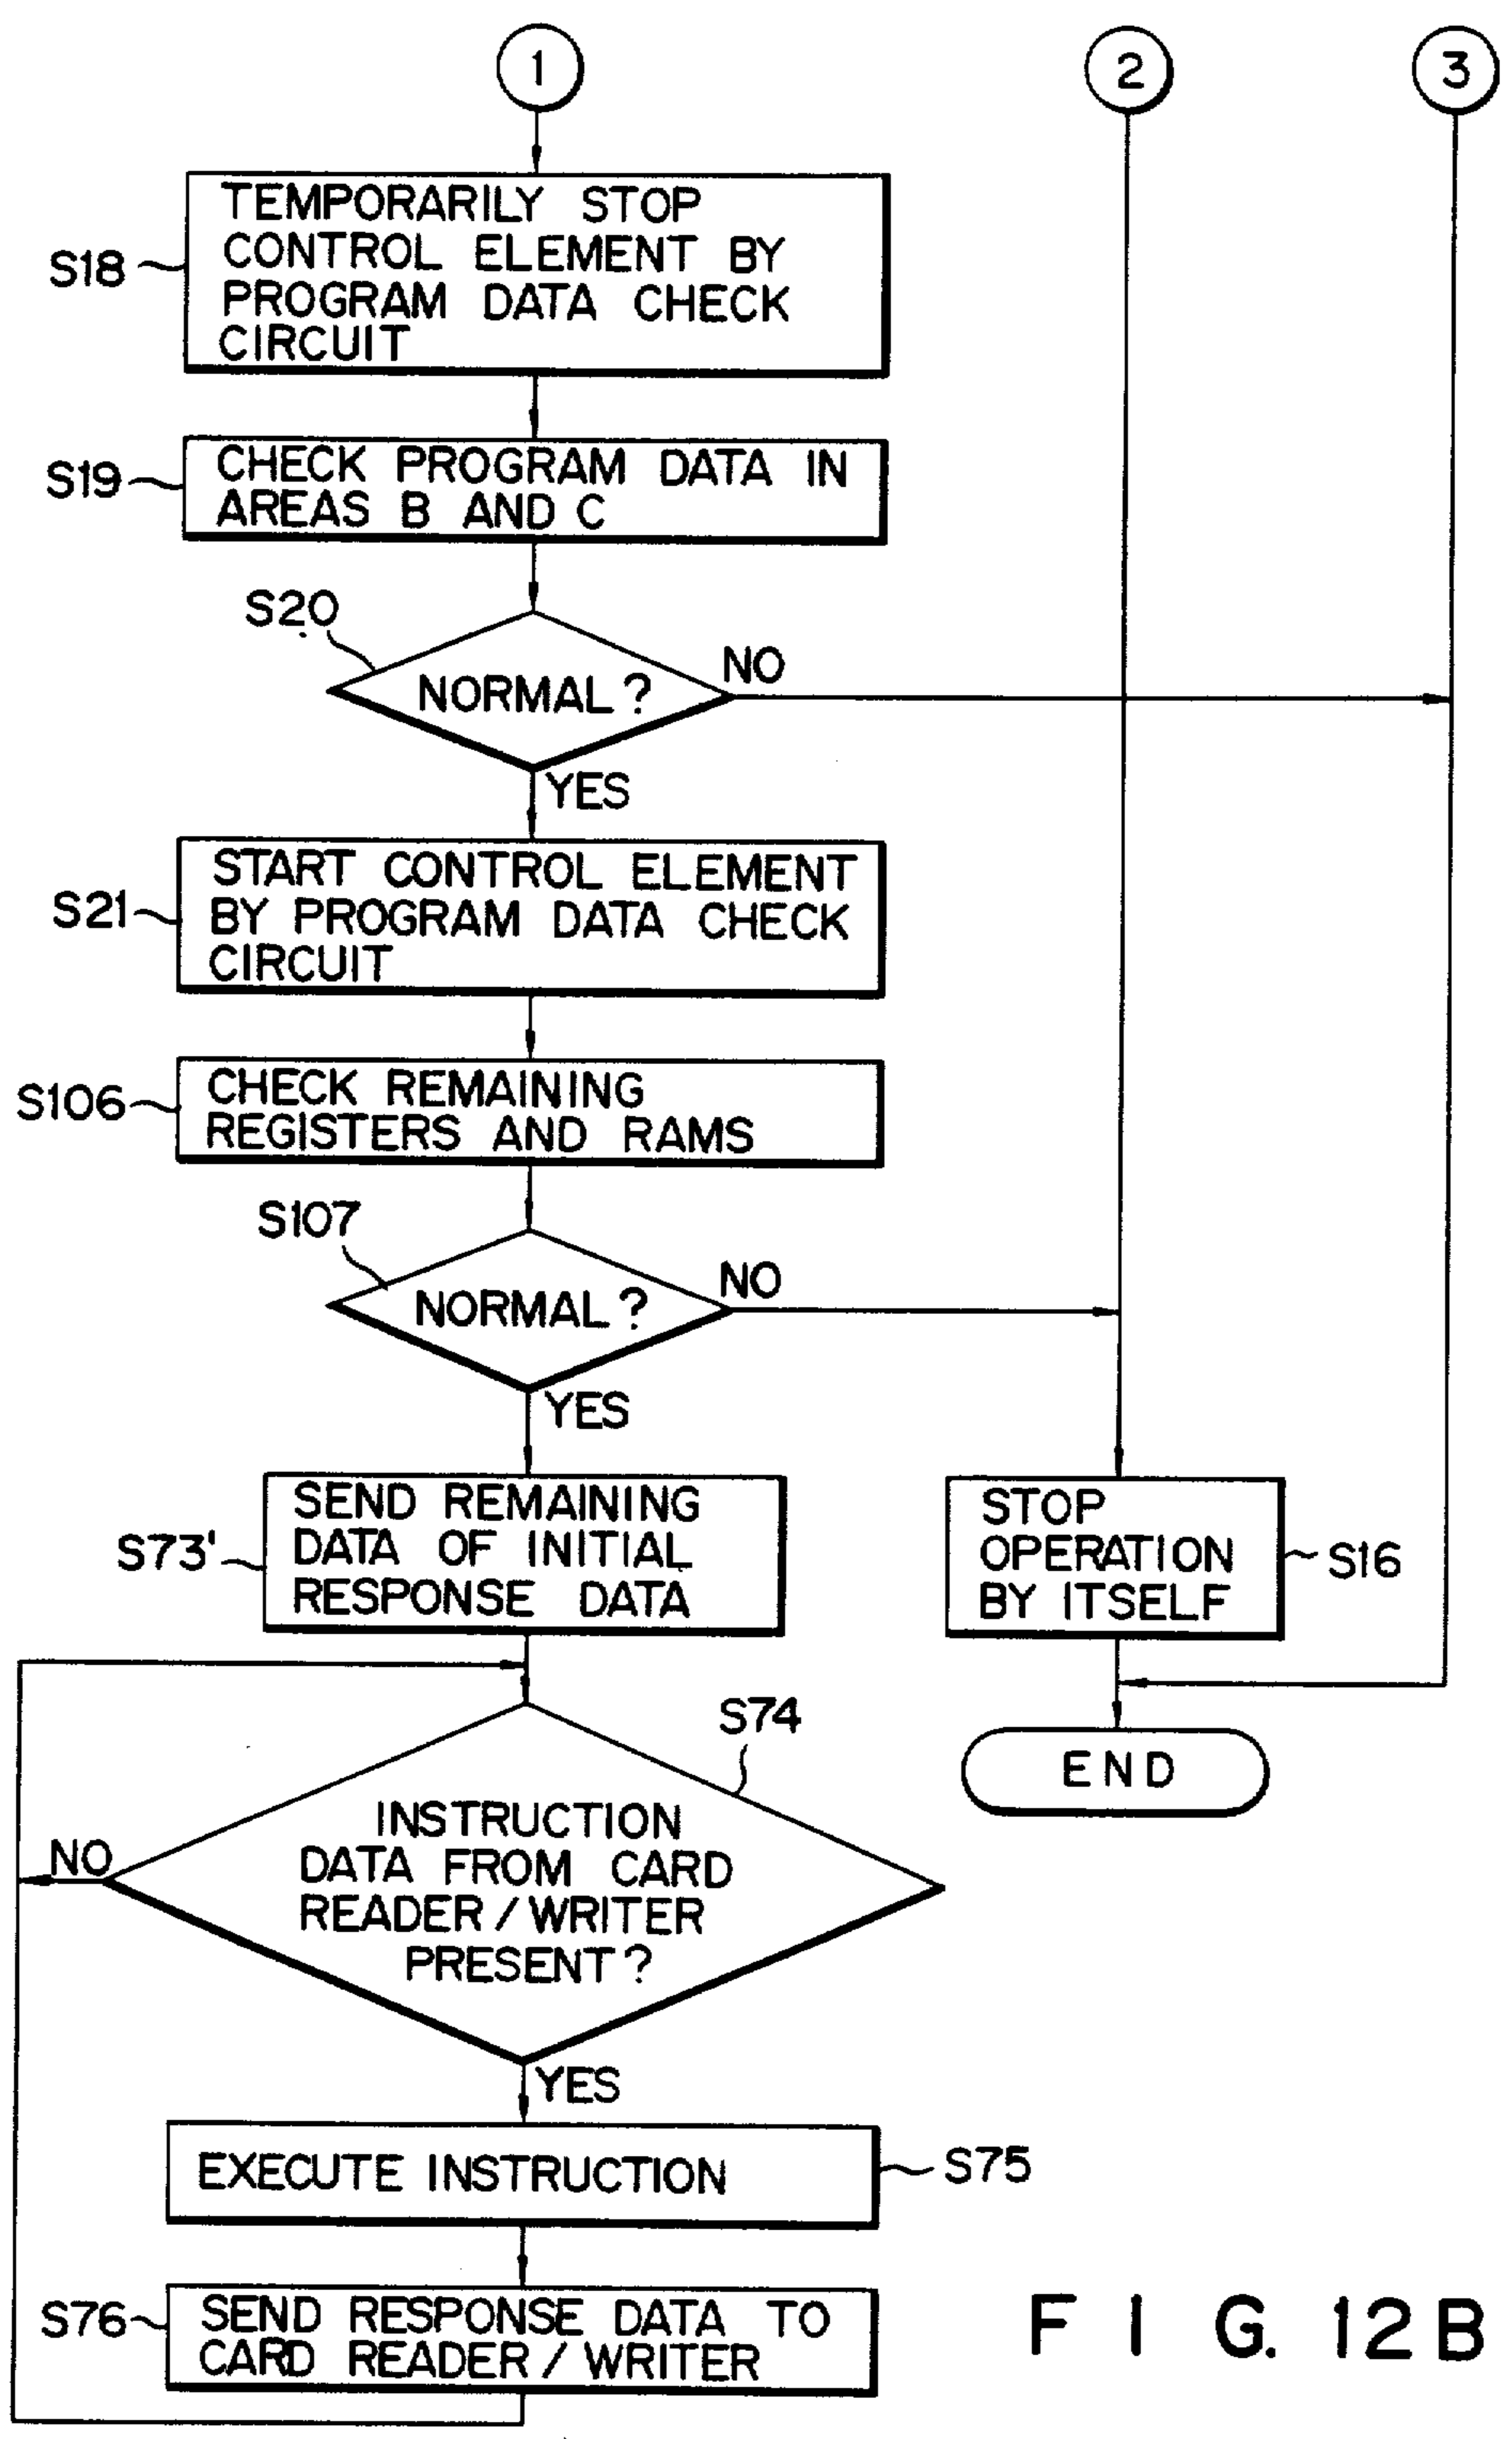 1
2
3
TEMPORARILY STOP
CONTROL ELEMENT BY
PROGRAM DATA CHECK
CIRCUIT
S18
CHECK PROGRAM DATA IN
AREAS B AND C
S19
S20
NORMAL?
NO
YES
START CONTROL ELEMENT
BY PROGRAM DATA CHECK
CIRCUIT
S21
CHECK REMAINING
REGISTERS AND RAMS
S106
S107
NORMAL?
NO
YES
SEND REMAINING
DATA OF INITIAL
RESPONSE DATA
S73'
STOP
OPERATION
BY ITSELF
S16
END
S74
INSTRUCTION
DATA FROM CARD
READER/WRITER
PRESENT?
NO
YES
EXECUTE INSTRUCTION
S75
SEND RESPONSE DATA TO
CARD READER/WRITER
S76
FIG. 12B